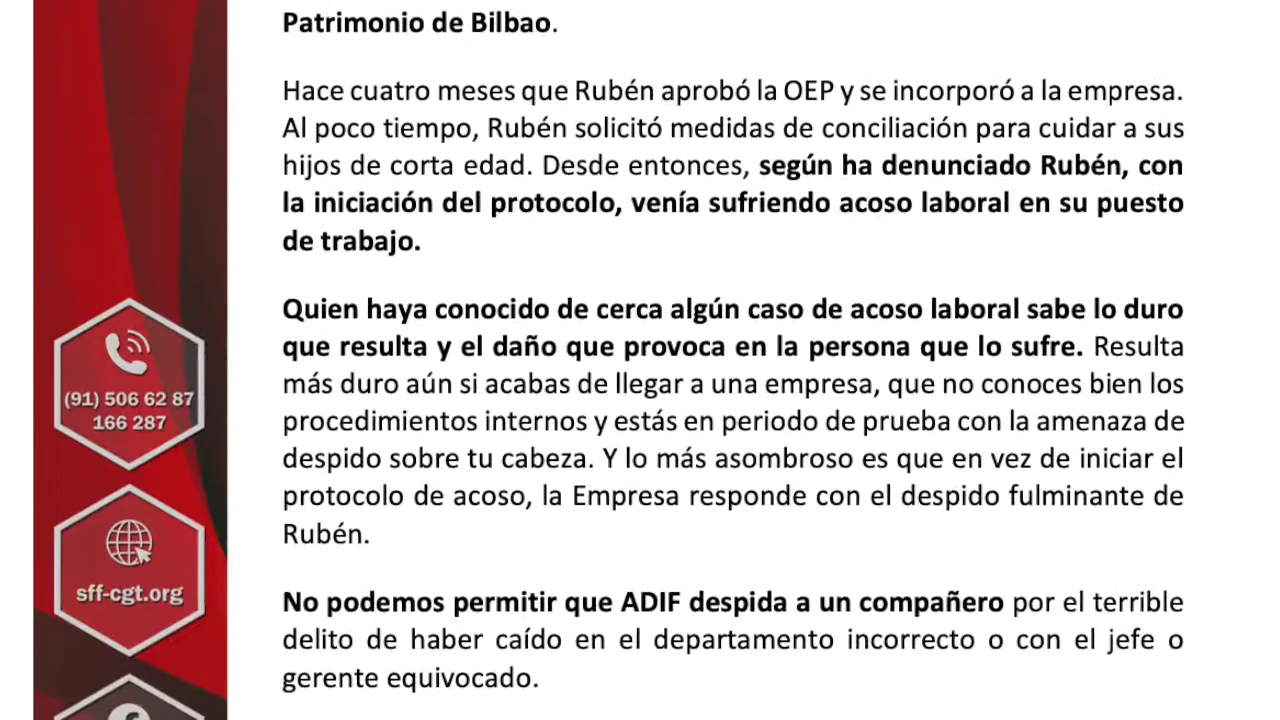 Patrimonio de Bilbao.
Hace cuatro meses que Rubén aprobó la OEP y se incorporó a la empresa.
Al poco tiempo, Rubén solicitó medidas de conciliación para cuidar a sus
hijos de corta edad. Desde entonces, según ha denunciado Rubén, con
la iniciación del protocolo, venía sufriendo acoso laboral en su puesto
de trabajo.
Quien haya conocido de cerca algún caso de acoso laboral sabe lo duro
que resulta y el daño que provoca en la persona que lo sufre. Resulta
más duro aún si acabas de llegar a una empresa, que no conoces bien los
procedimientos internos y estás en periodo de prueba con la amenaza de
despido sobre tu cabeza. Y lo más asombroso es que en vez de iniciar el
protocolo de acoso, la Empresa responde con el despido fulminante de
Rubén.
No podemos permitir que ADIF despida a un compañero por el terrible
delito de haber caído en el departamento incorrecto o con el jefe o
gerente equivocado.
(91) 506 62 87
166 287
sff-cgt.org